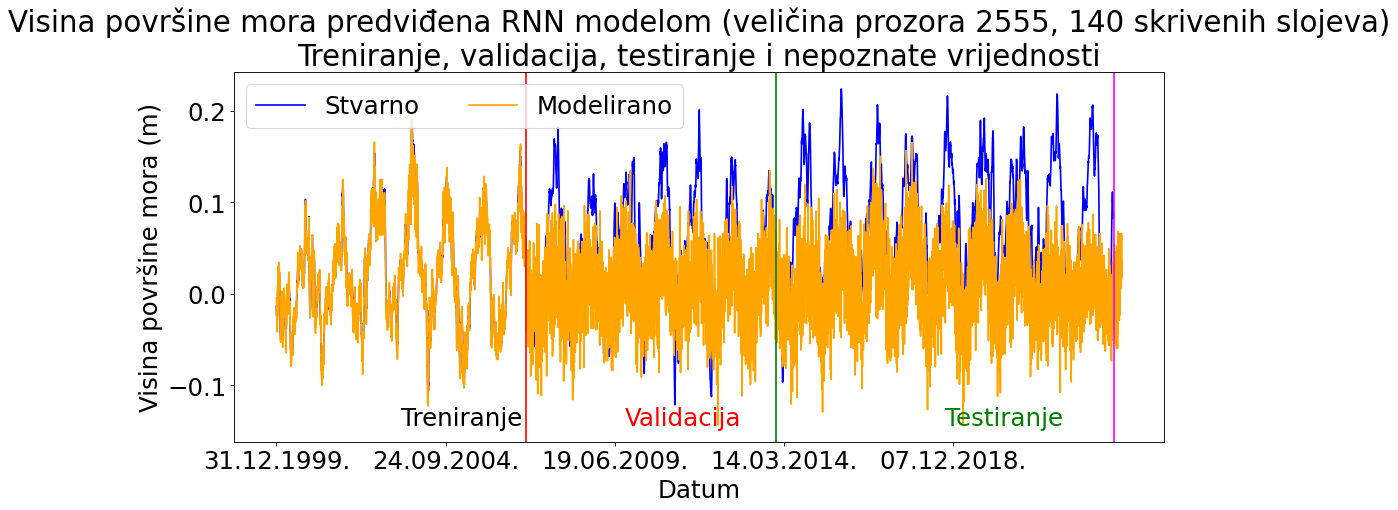 Visina površine mora predviđena RNN modelom (veličina prozora 2555, 140 skrivenih slojeva)
Treniranje, validacija, testiranje i nepoznate vrijednosti
Stvarno Modelirano
Visina površine mora (m)
0.2
0.1
0.0
−0.1
Treniranje Validacija Testiranje
31.12.1999. 24.09.2004. 19.06.2009. 14.03.2014. 07.12.2018.
Datum